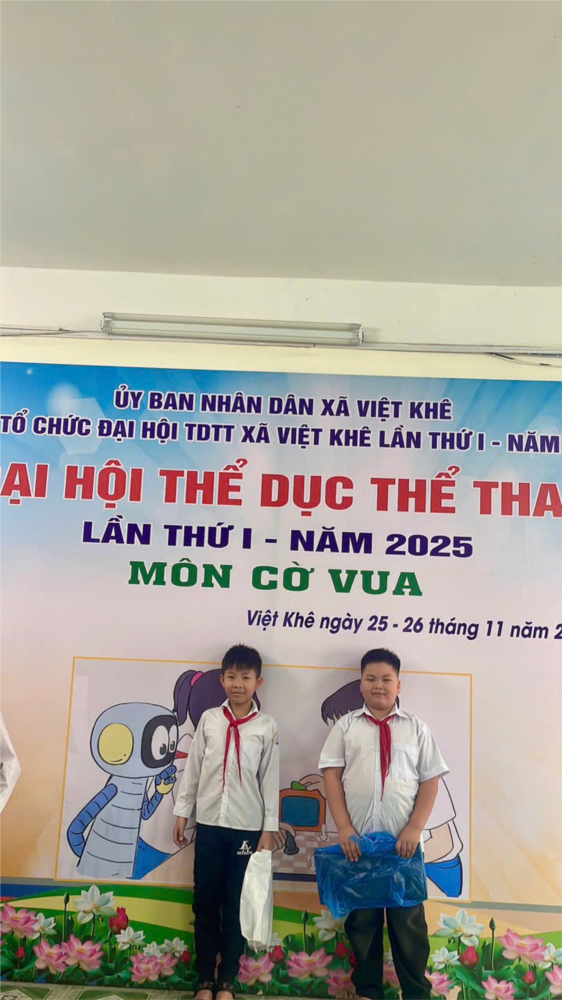 ỦY BAN NHÂN DÂN XÃ VIỆT KHÊ
TỔ CHỨC ĐẠI HỘI TDTT XÃ VIỆT KHÊ LẦN THỨ I - NĂM
ẠI HỘI THỂ DỤC THỂ THA
LẦN THỨ I - NĂM 2025
MÔN CỜ VUA
Việt Khê ngày 25 - 26 tháng 11 năm 2